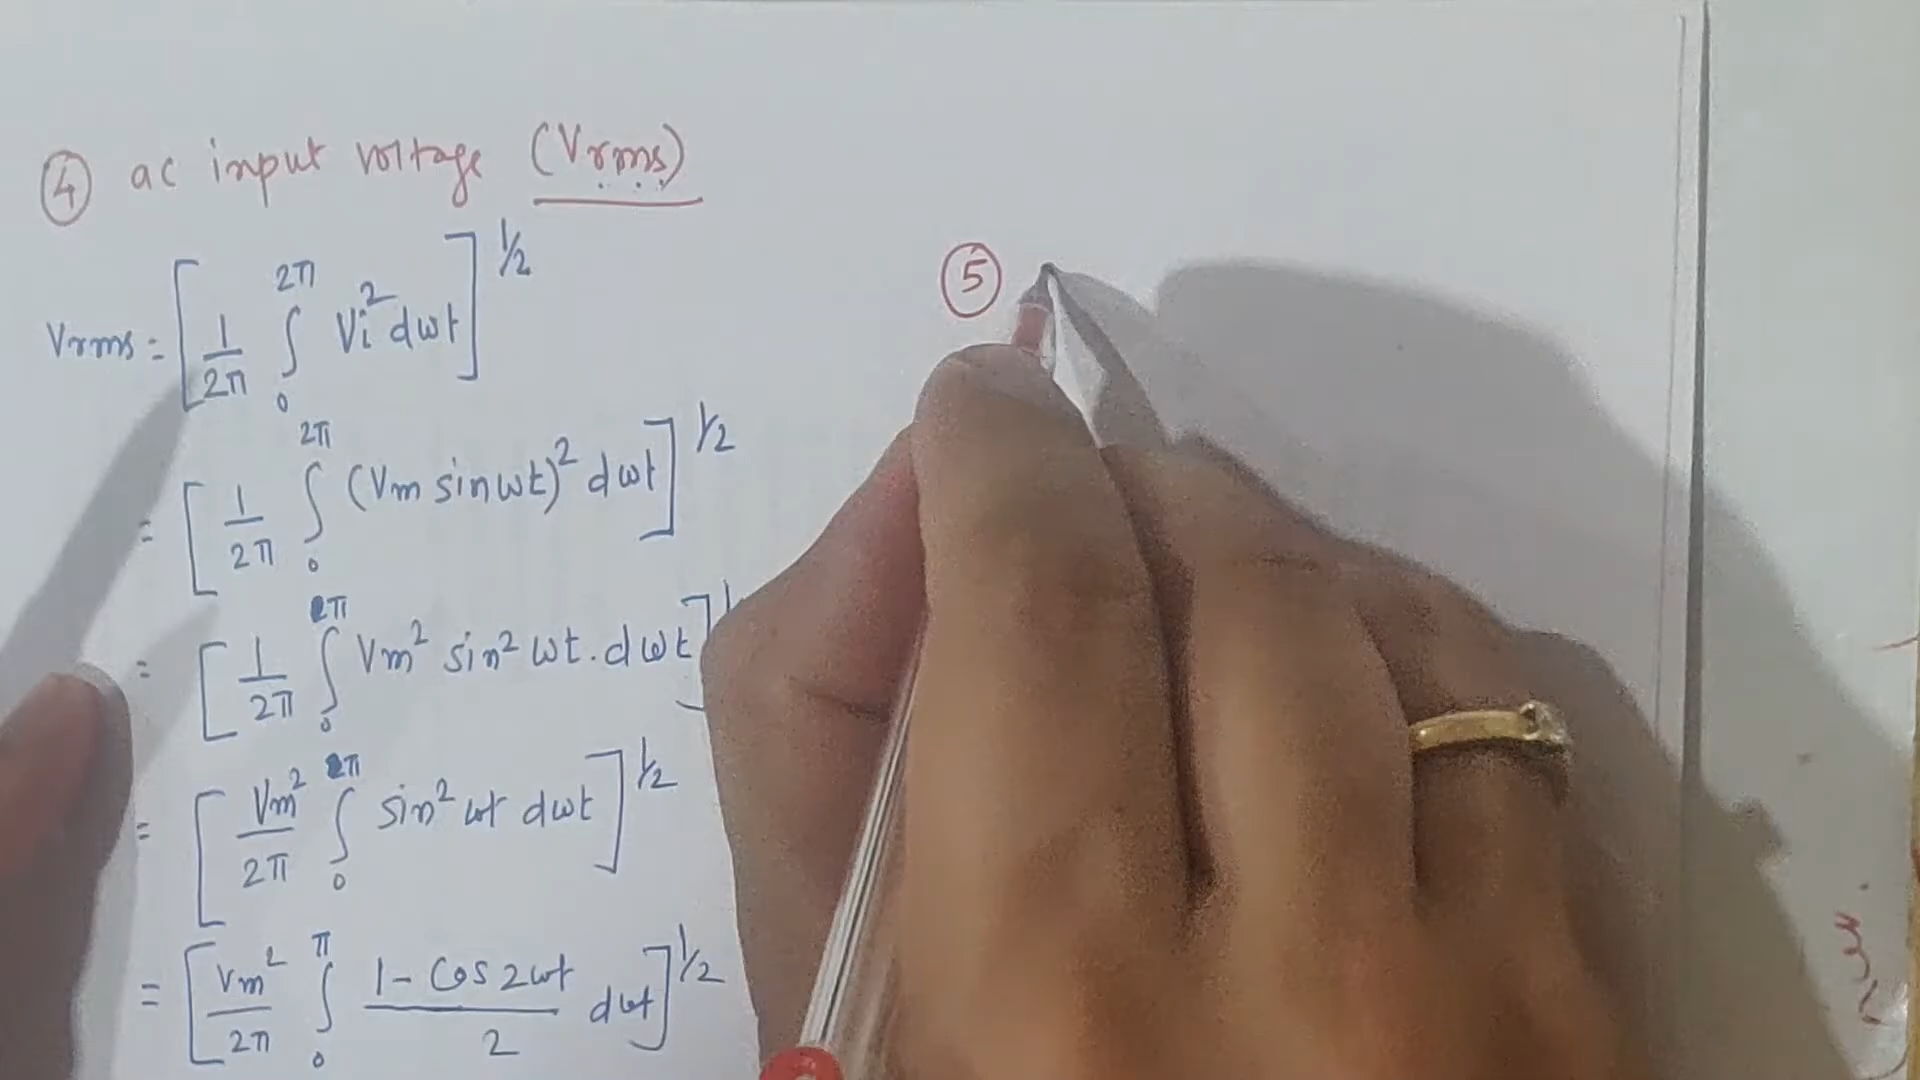 ④ ac input voltage (Vrms)
Vrms = [1/2π ∫₀^2π Vi² dωt]^1/2
= [1/2π ∫₀^2π (Vm sinωt)² dωt]^1/2
= [1/2π ∫₀^2π Vm² sin² ωt . dωt]
= [Vm²/2π ∫₀^2π sin² ωt dωt]^1/2
= [Vm²/2π ∫₀^π (1 - Cos 2ωt)/2 dωt]^1/2
⑤